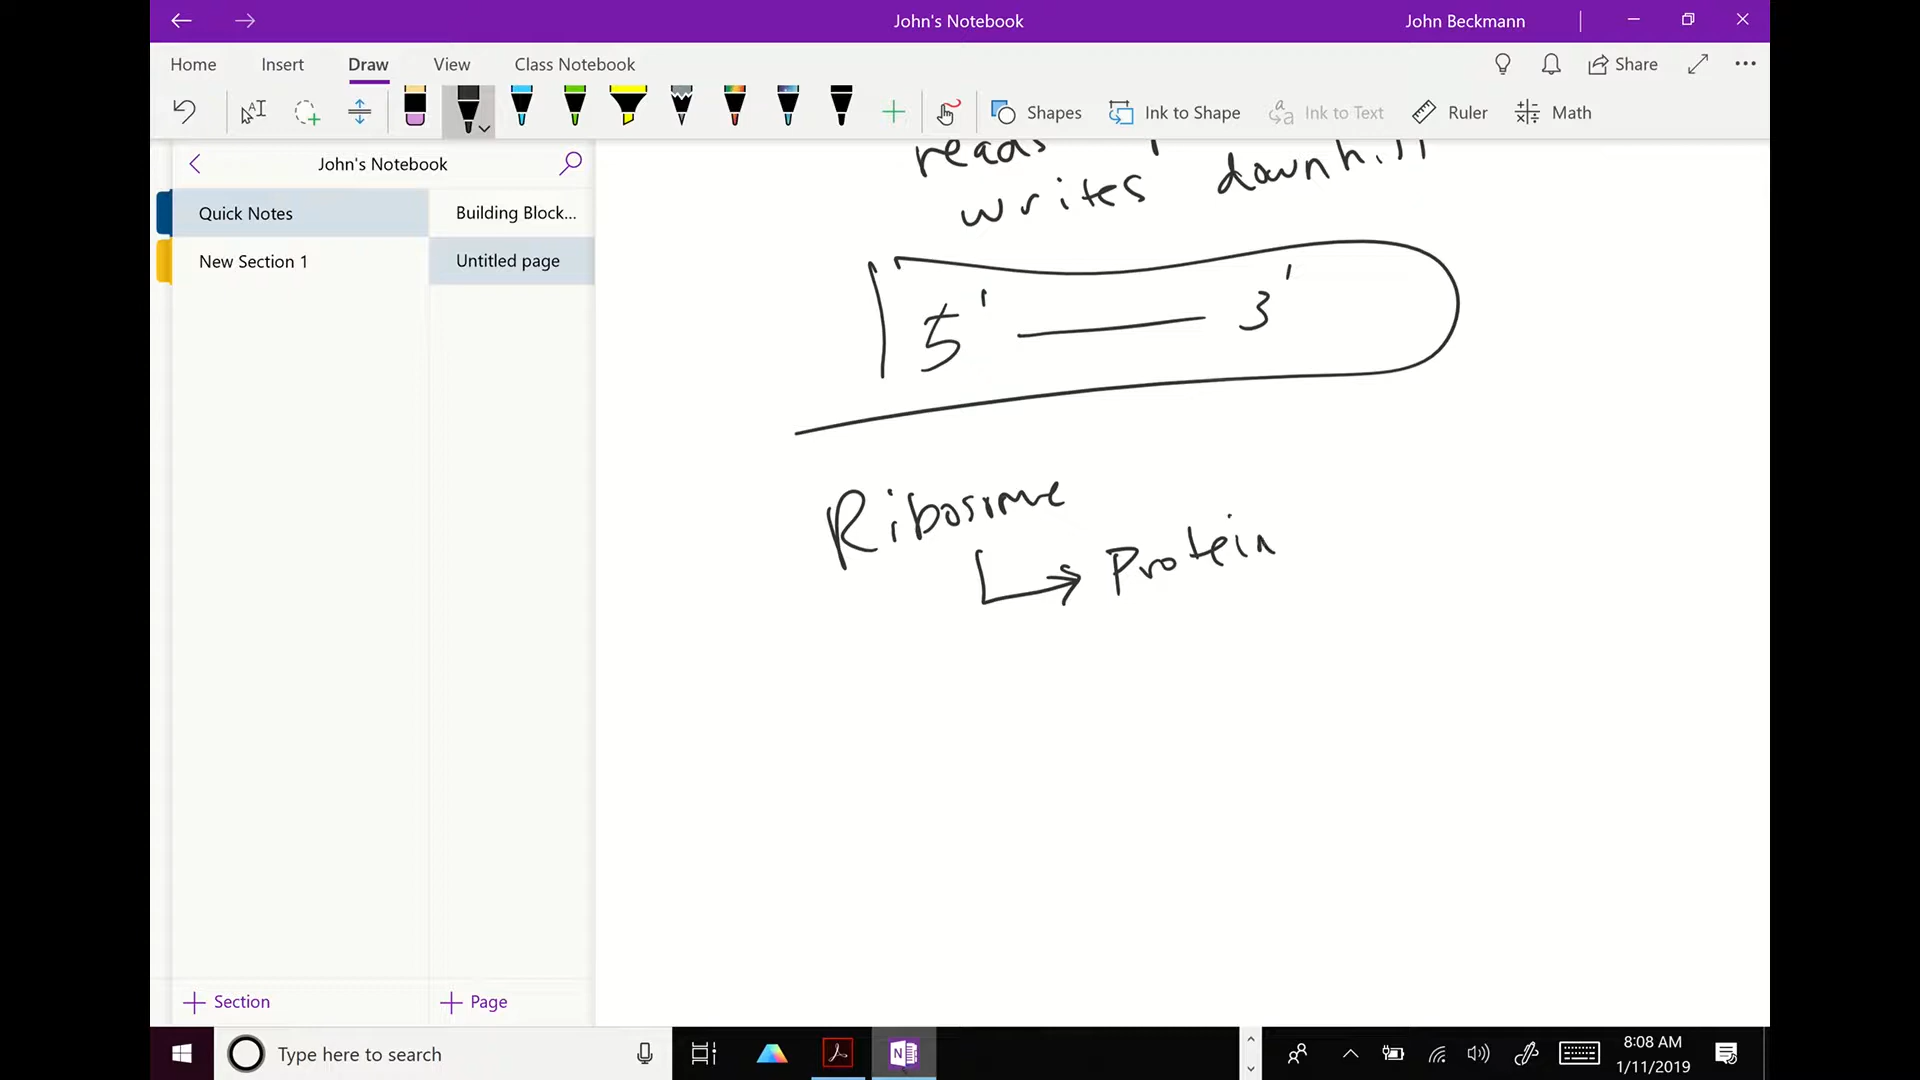 John's Notebook
John Beckmann
Home Insert Draw View Class Notebook
Share
Shapes Ink to Shape Ink to Text Ruler Math
John's Notebook
Quick Notes
Building Block...
New Section 1
Untitled page
reads
writes downhill
5' — 3'
Ribosome
Protein
+ Section
+ Page
Type here to search
8:08 AM
1/11/2019